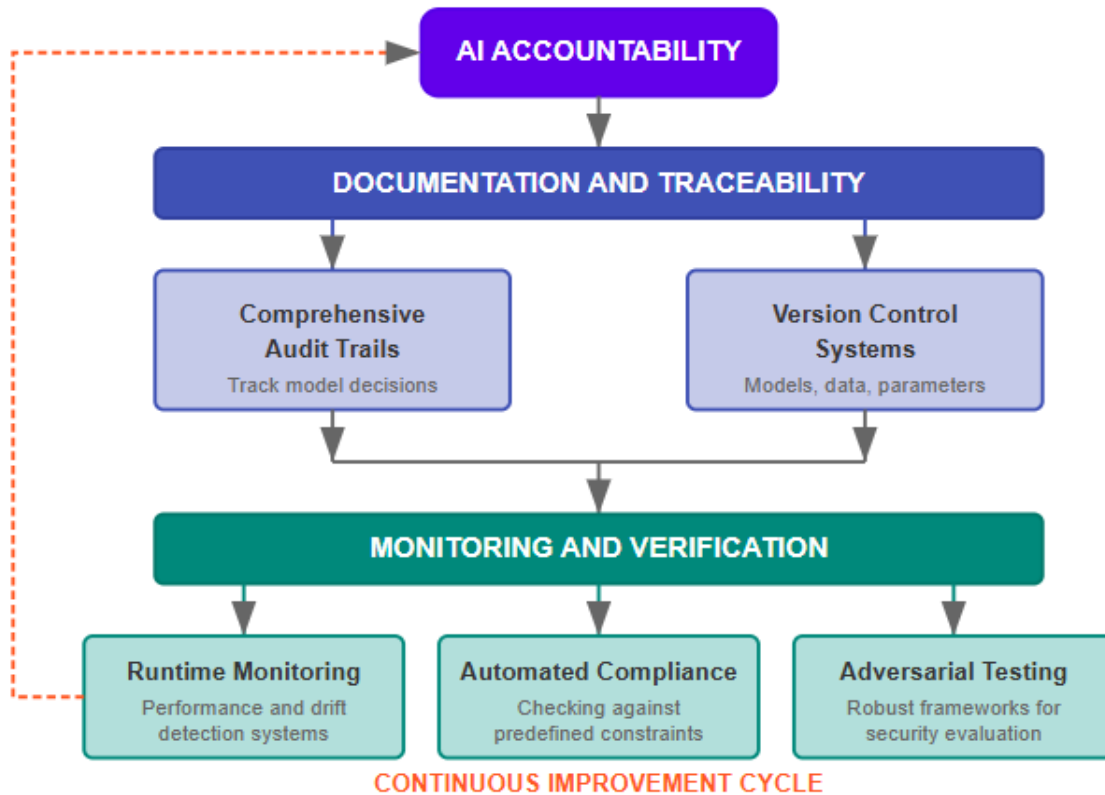 AI ACCOUNTABILITY
DOCUMENTATION AND TRACEABILITY
Comprehensive
Audit Trails
Track model decisions
Version Control
Systems
Models, data, parameters
MONITORING AND VERIFICATION
Runtime Monitoring
Performance and drift
detection systems
Automated Compliance
Checking against
predefined constraints
Adversarial Testing
Robust frameworks for
security evaluation
CONTINUOUS IMPROVEMENT CYCLE